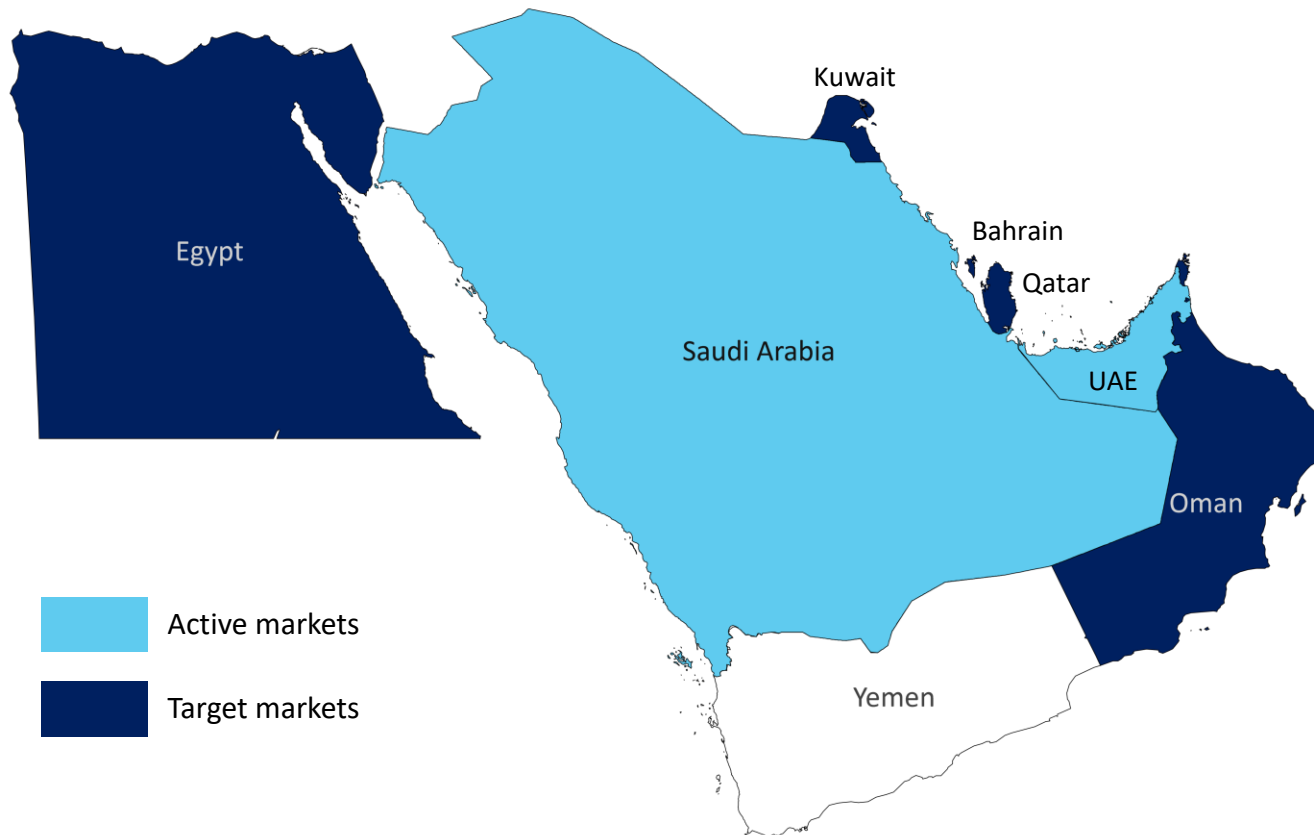 Kuwait
Bahrain
Egypt
Qatar
Saudi Arabia
UAE
Oman
Active markets
Yemen
Target markets